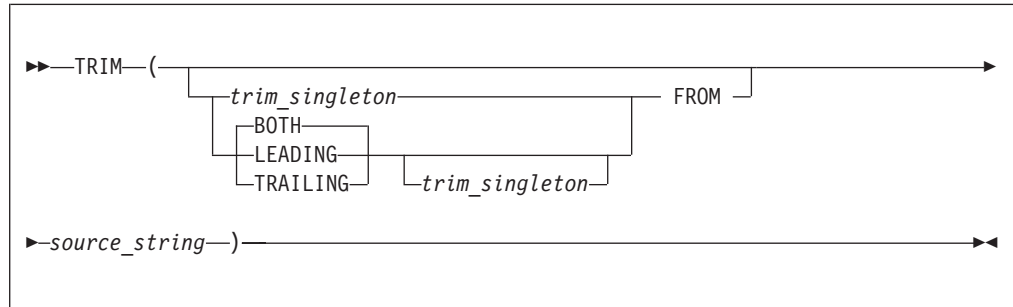 TRIM (
trim_singleton FROM
BOTH
LEADING
TRAILING trim_singleton
source_string )